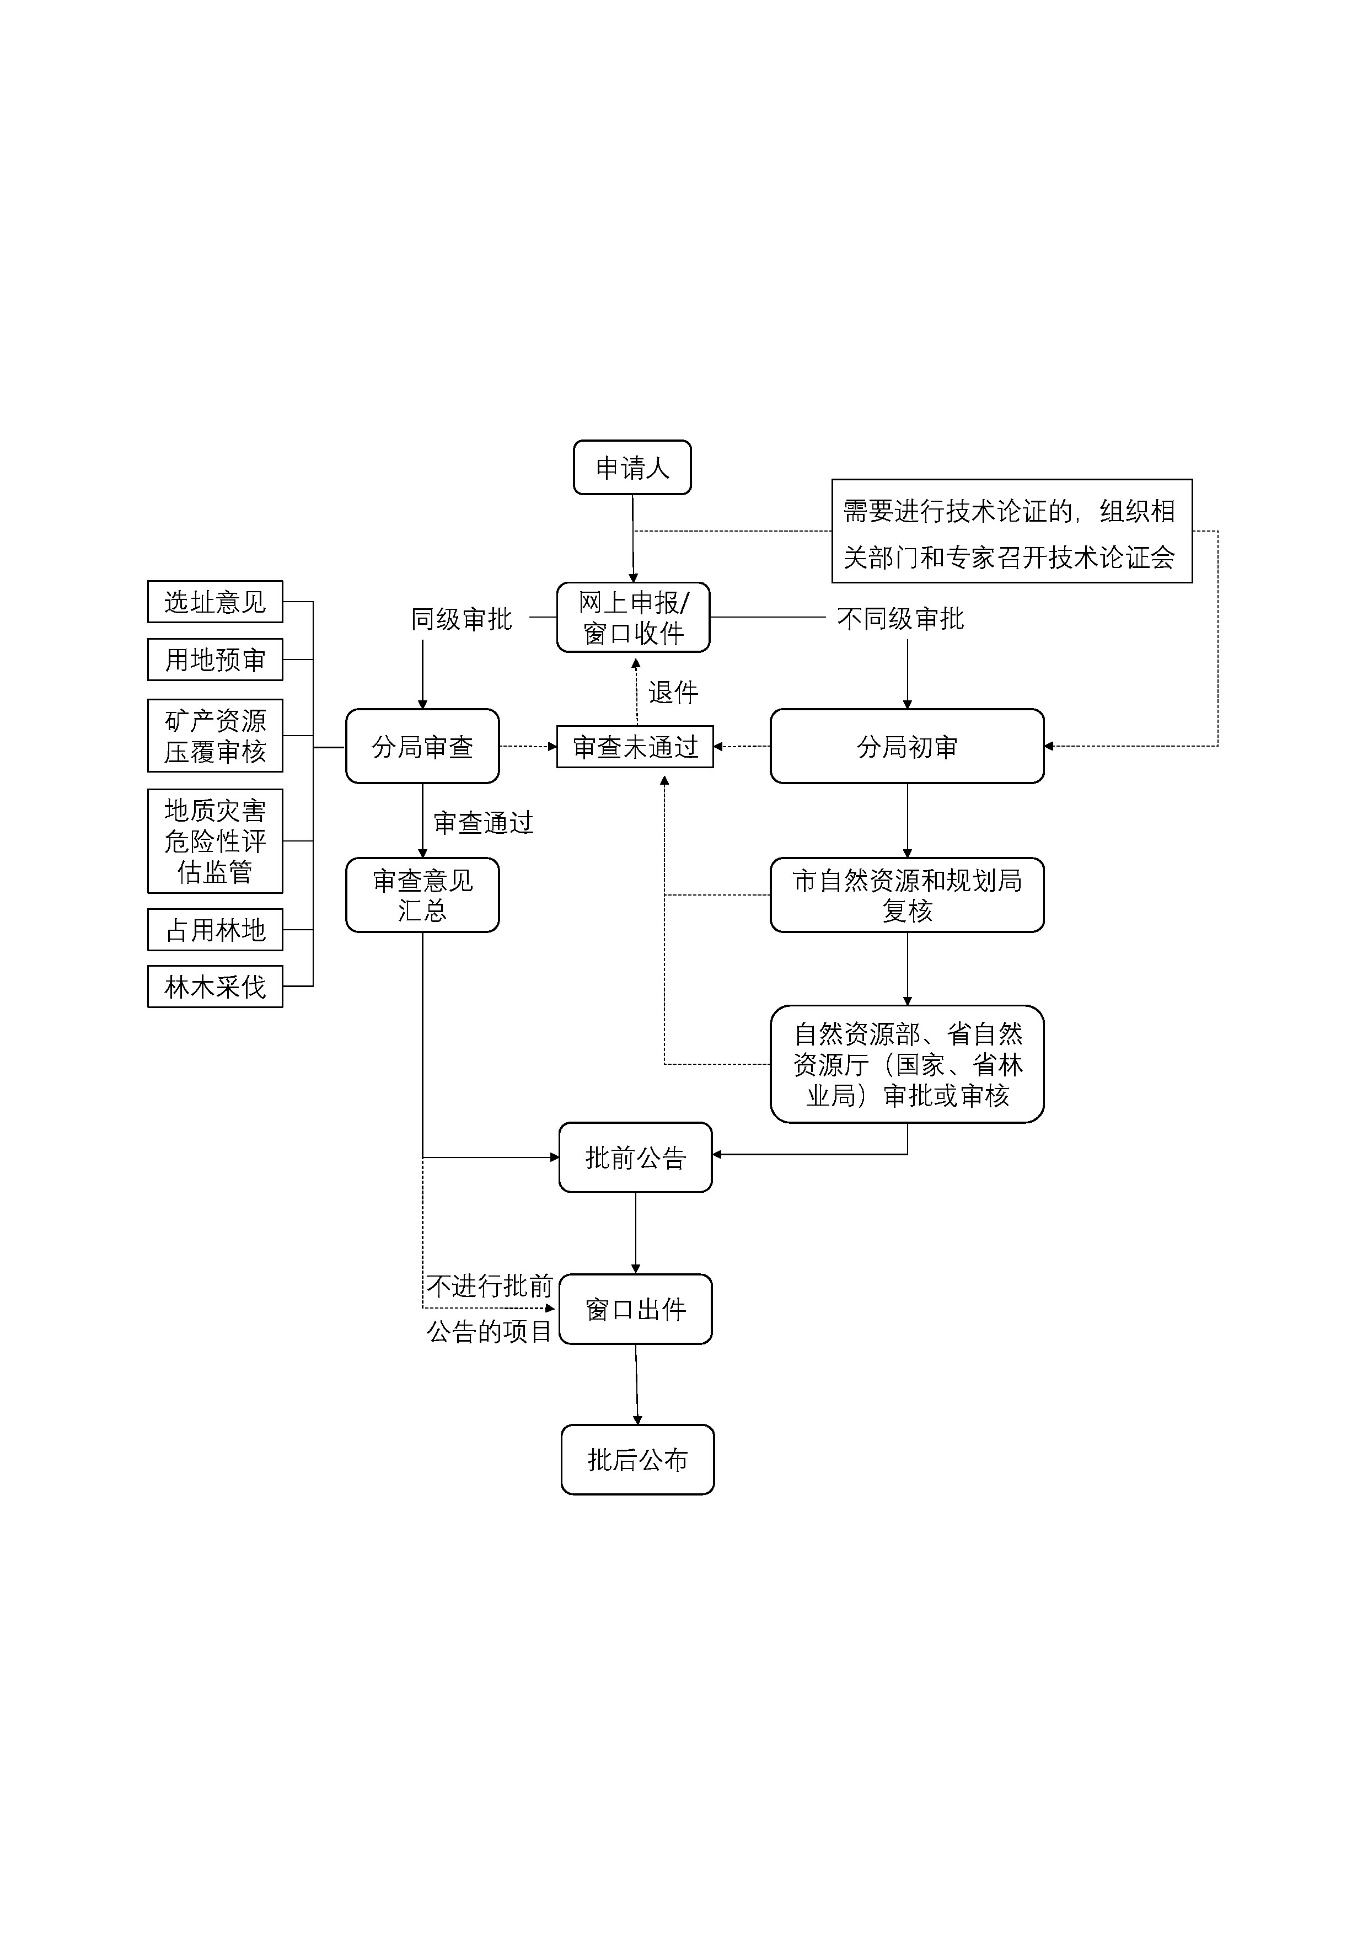 申请人
需要进行技术论证的，组织相
关部门和专家召开技术论证会
网上申报/
窗口收件
同级审批
不同级审批
选址意见
用地预审
矿产资源
压覆审核
地质灾害
危险性评
估监管
占用林地
林木采伐
退件
分局审查
审查未通过
分局初审
审查通过
审查意见
汇总
市自然资源和规划局
复核
自然资源部、省自然
资源厅（国家、省林
业局）审批或审核
批前公告
不进行批前
公告的项目
窗口出件
批后公布